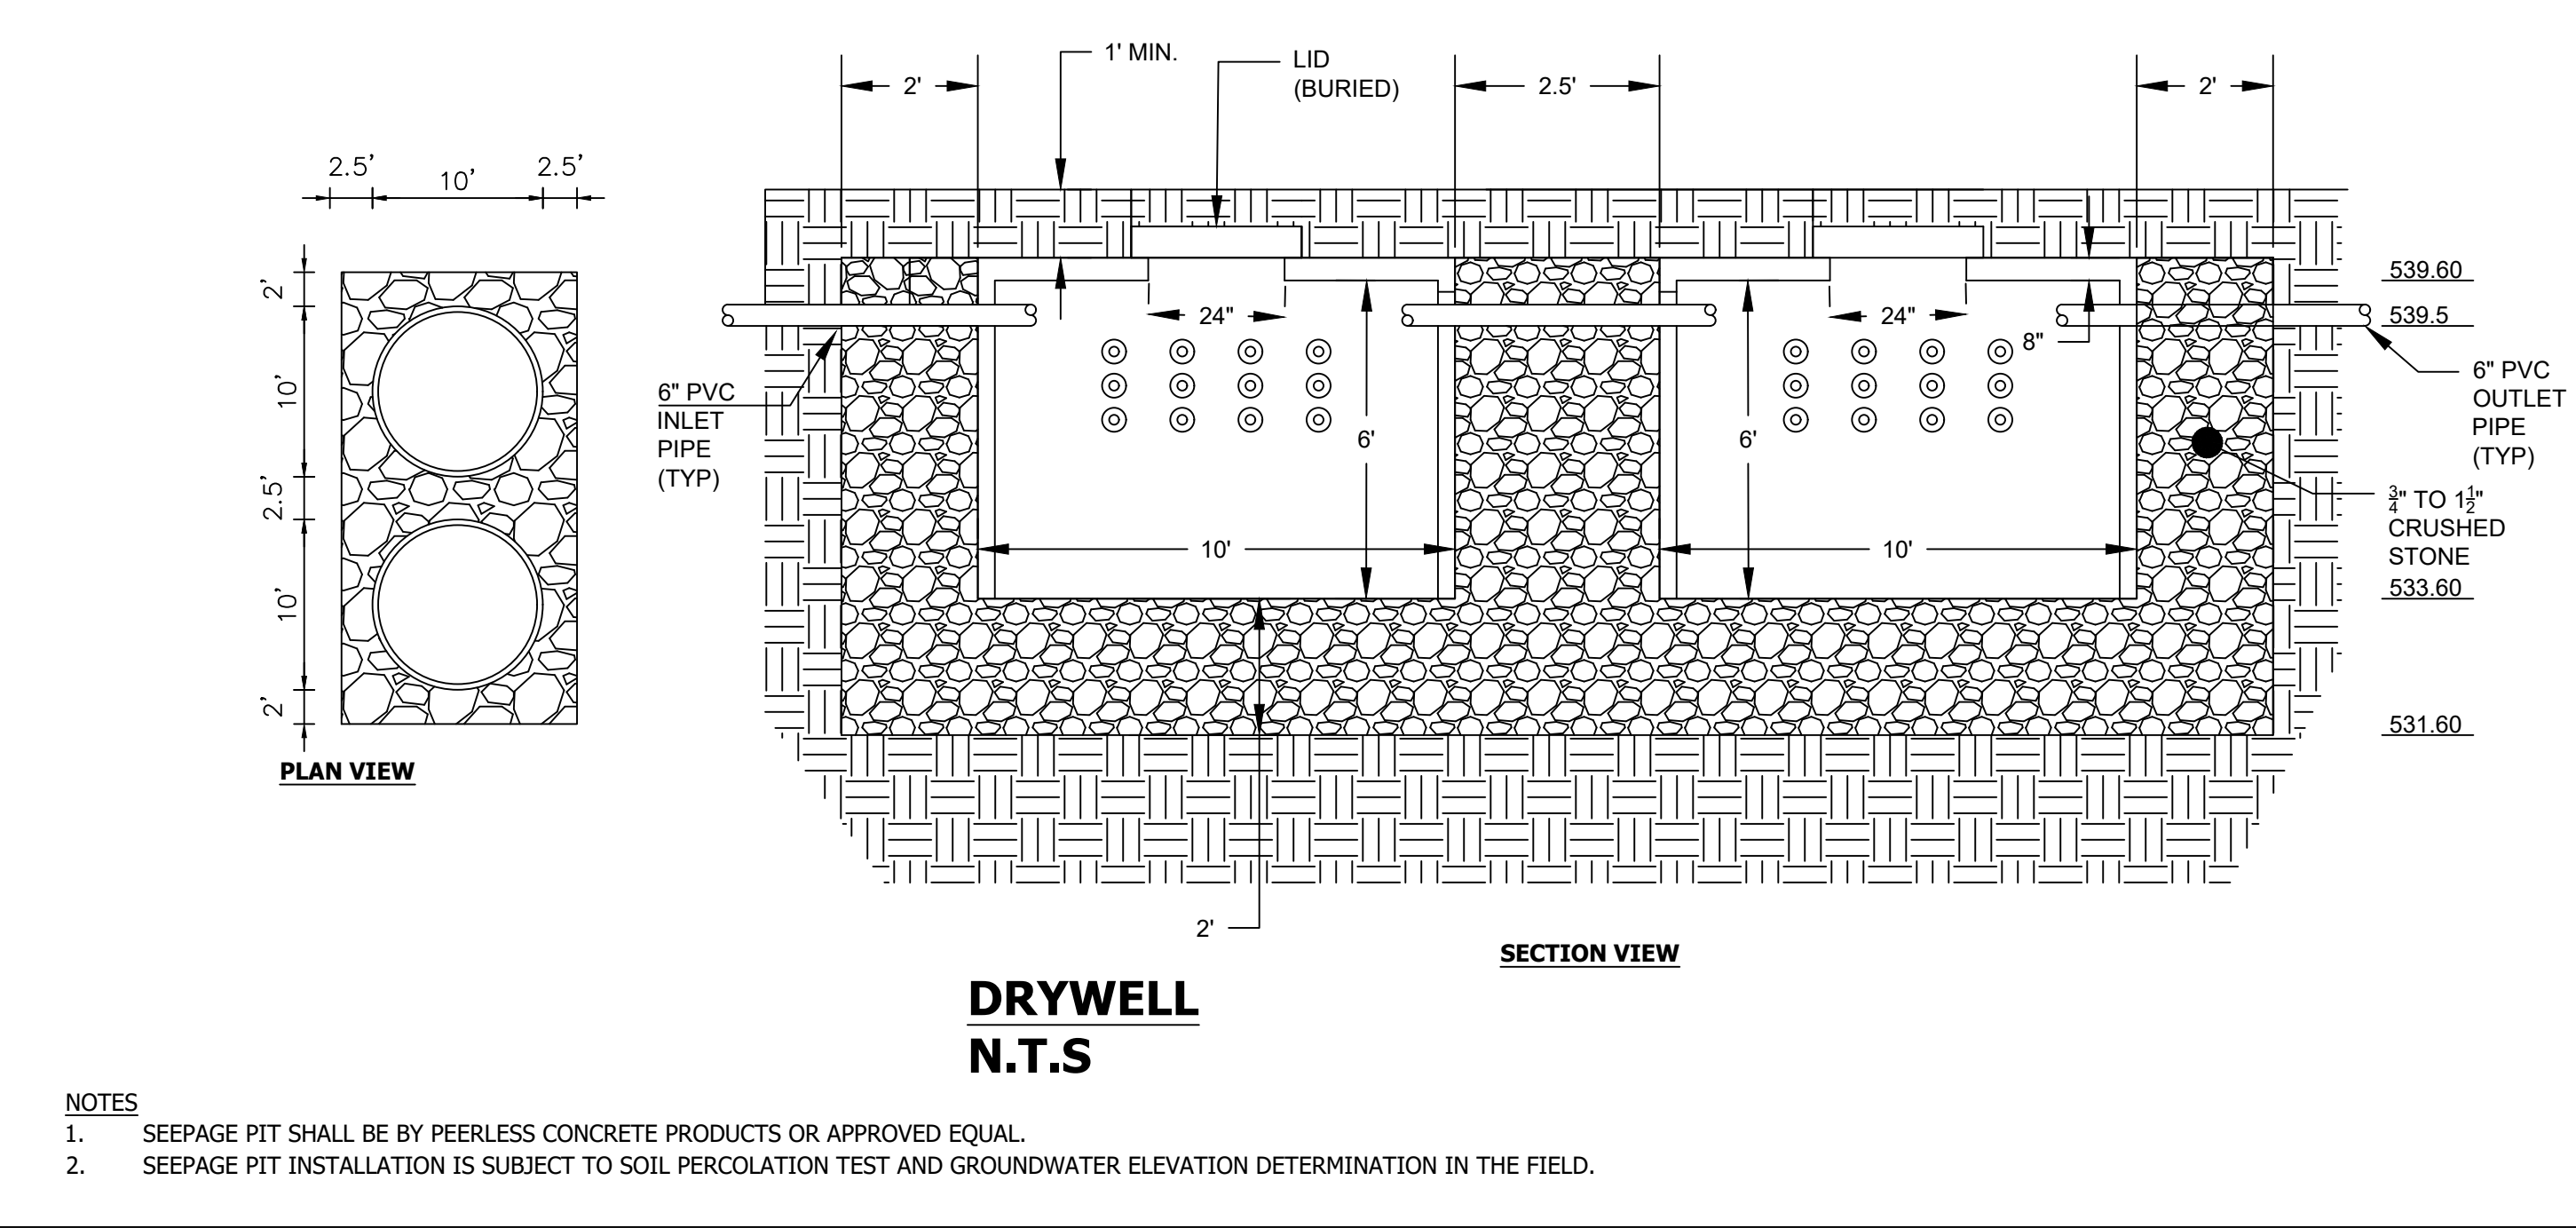 1' MIN.
LID
(BURIED)
2'
2.5'
2'
2.5'
10'
2.5'
2'
10'
2.5'
10'
2'
PLAN VIEW
6" PVC
INLET
PIPE
(TYP)
24"
6'
10'
24"
6'
10'
8"
539.60
539.5
6" PVC
OUTLET
PIPE
(TYP)
3/4" TO 1 1/2"
CRUSHED
STONE
533.60
531.60
2'
SECTION VIEW
DRYWELL
N.T.S
NOTES
1. SEEPAGE PIT SHALL BE BY PEERLESS CONCRETE PRODUCTS OR APPROVED EQUAL.
2. SEEPAGE PIT INSTALLATION IS SUBJECT TO SOIL PERCOLATION TEST AND GROUNDWATER ELEVATION DETERMINATION IN THE FIELD.